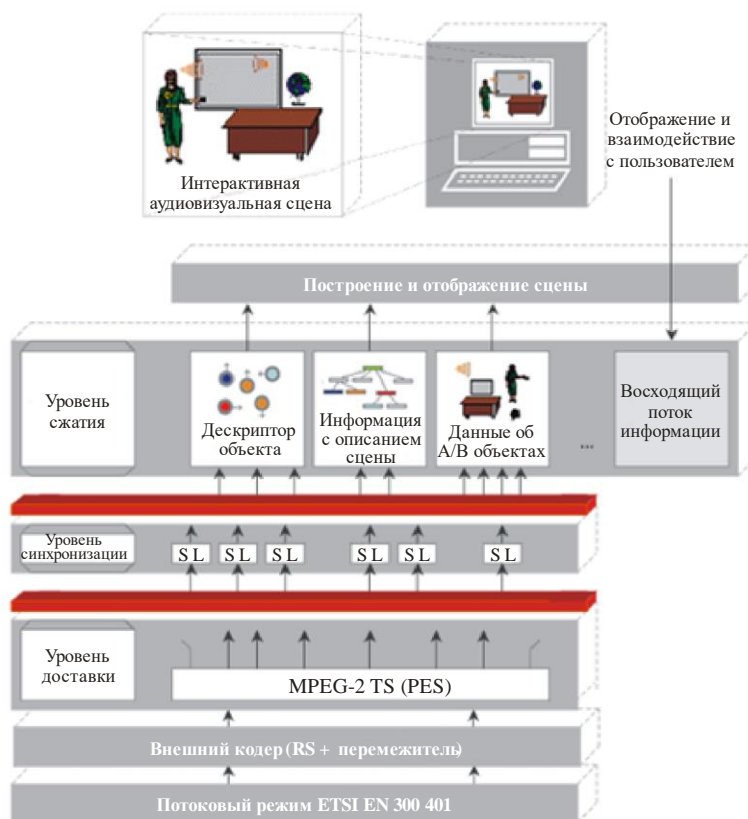 Интерактивная
аудиовизуальная сцена
Отображение и
взаимодействие
с пользователем
Построение и отображение сцены
Уровень
сжатия
Дескриптор
объекта
Информация
с описанием
сцены
Данные об
А/В объектах
...
Восходящий
поток
информации
Уровень
синхронизации
S L S L S L S L S L S L
Уровень
доставки
MPEG-2 TS (PES)
Внешний кодер (RS + перемежитель)
Потоковый режим ETSI EN 300 401